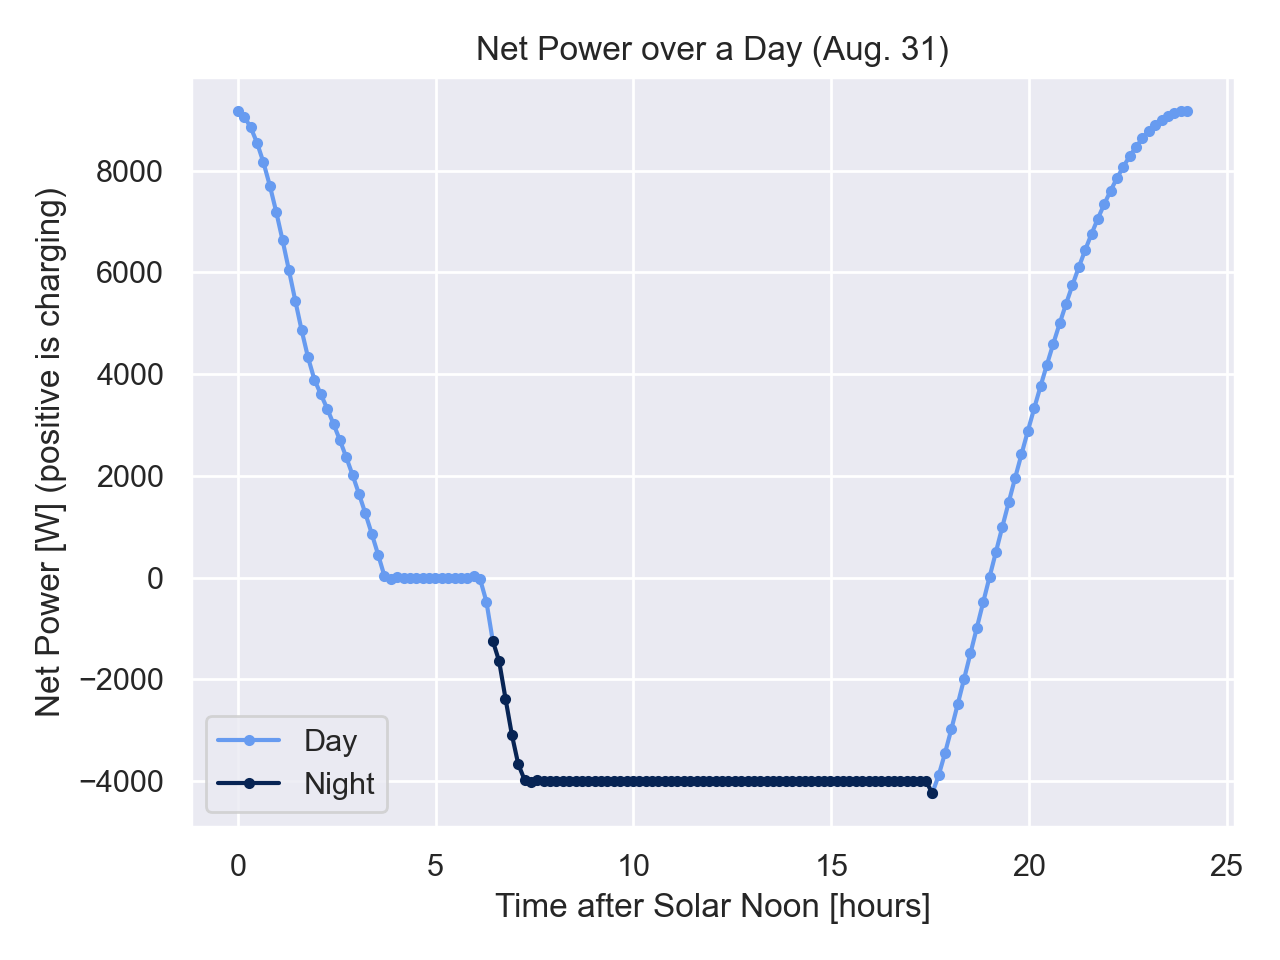 Net Power over a Day (Aug. 31)
Net Power [W] (positive is charging)
8000
6000
4000
2000
0
−2000
−4000
Day
Night
0 5 10 15 20 25
Time after Solar Noon [hours]